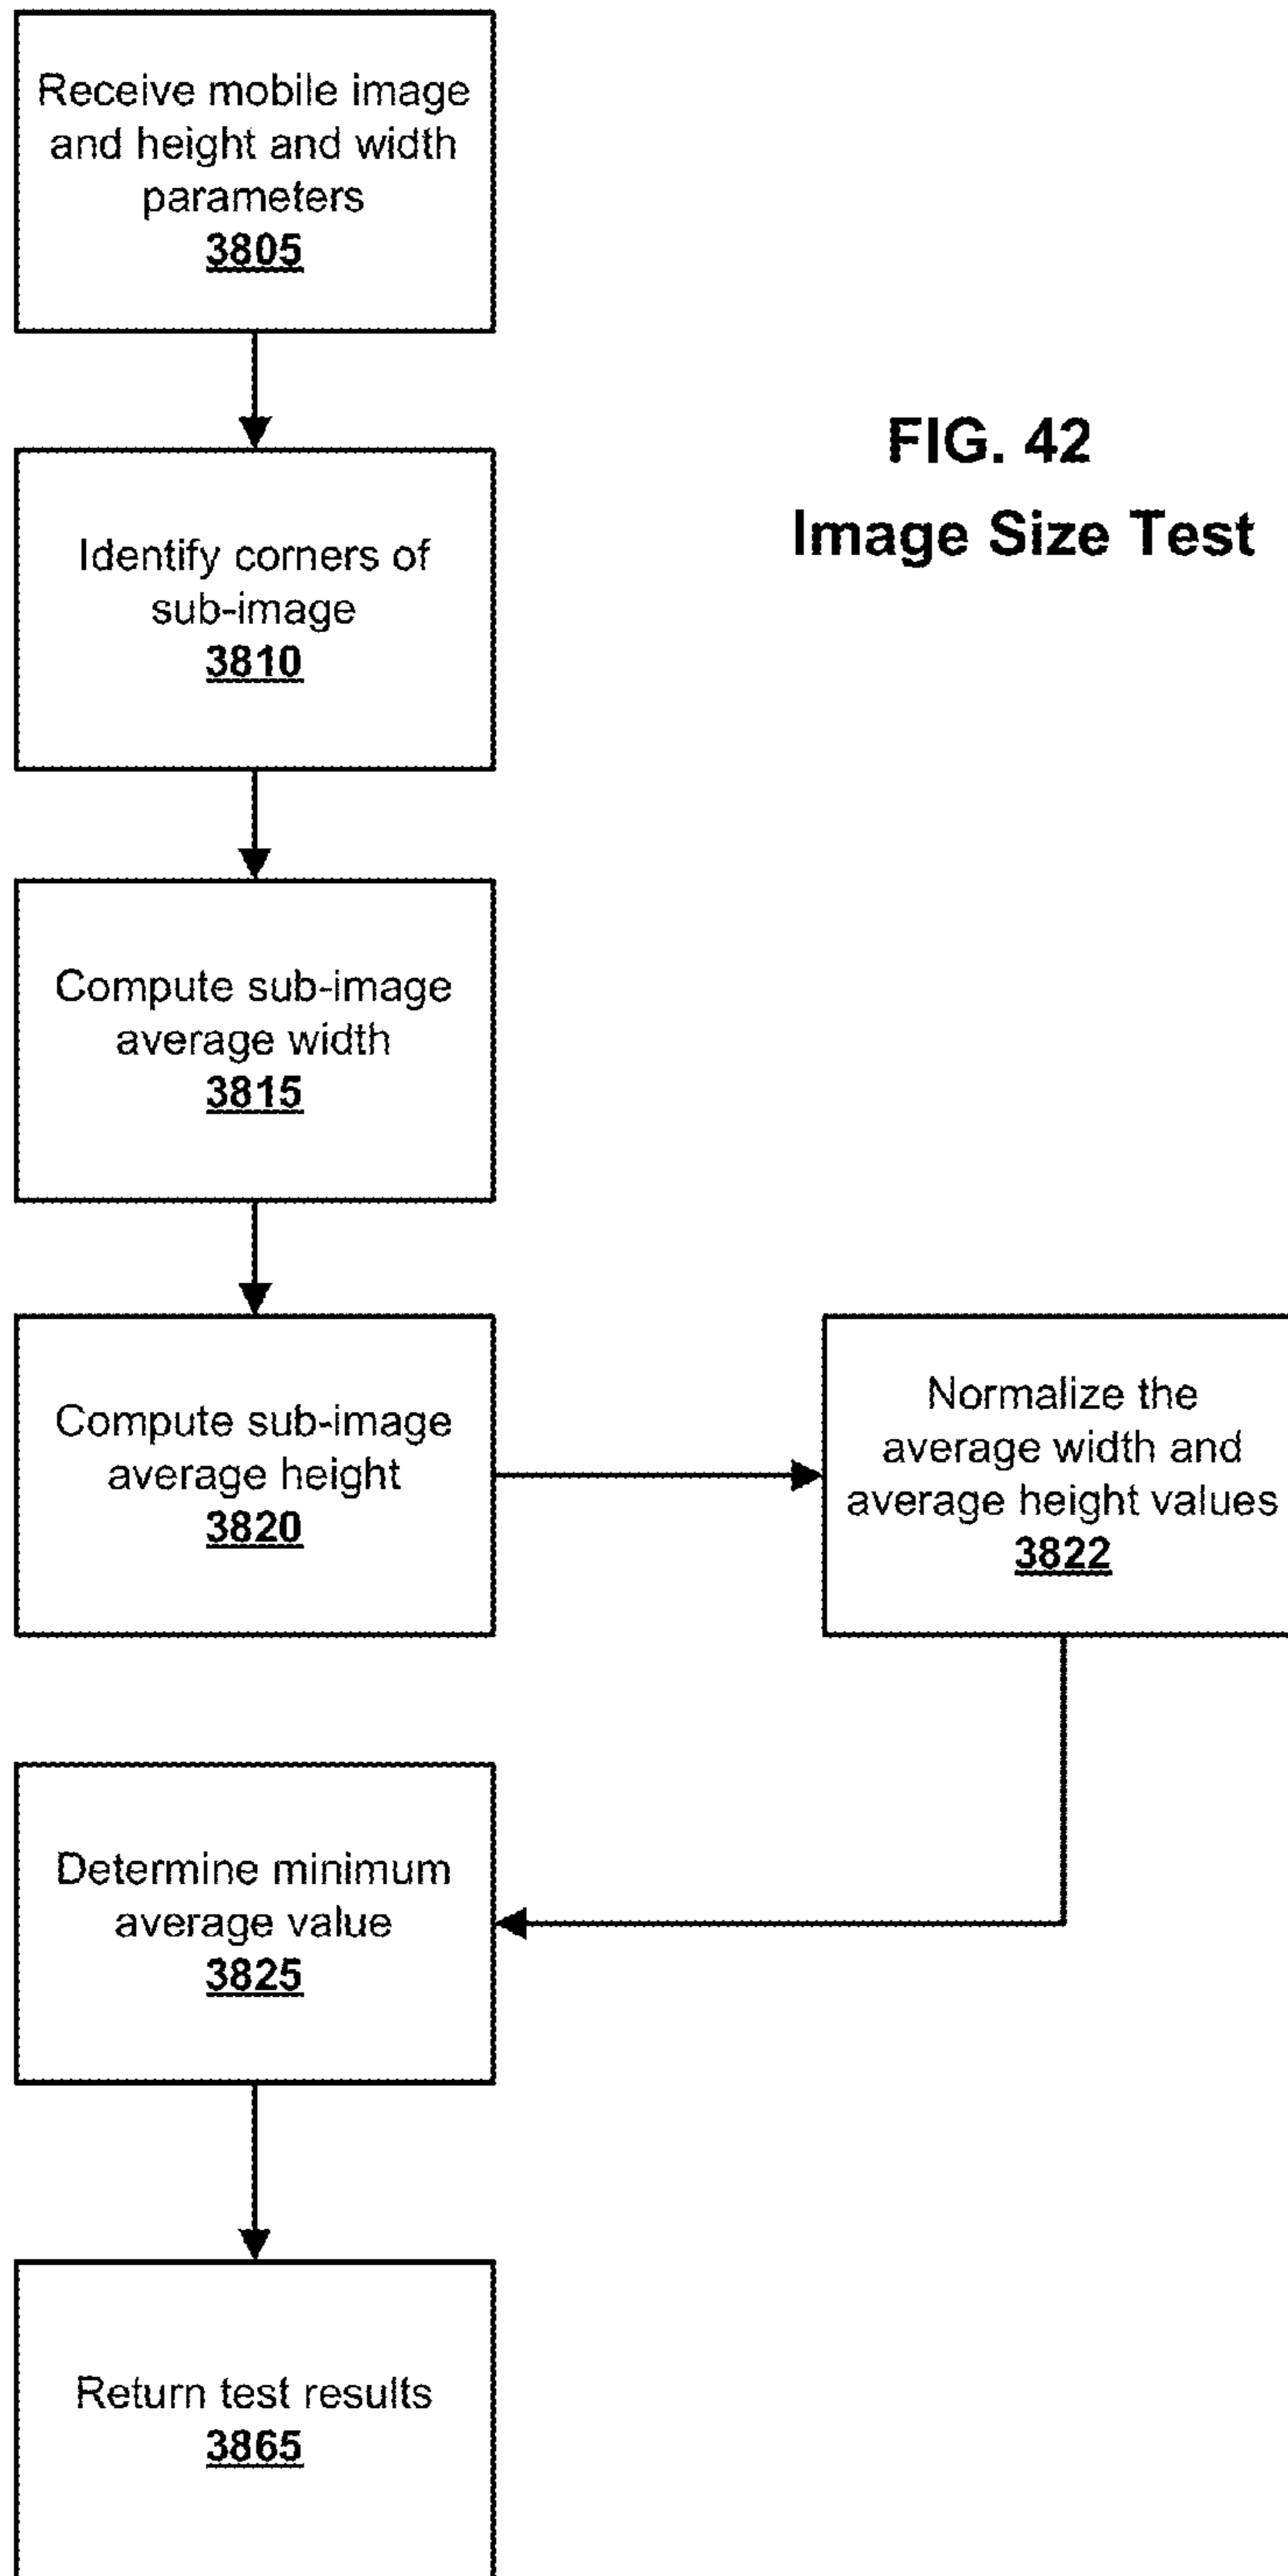 Receive mobile image
and height and width
parameters
3805
FIG. 42
Image Size Test
Identify corners of
sub-image
3810
Compute sub-image
average width
3815
Compute sub-image
average height
3820
Normalize the
average width and
average height values
3822
Determine minimum
average value
3825
Return test results
3865